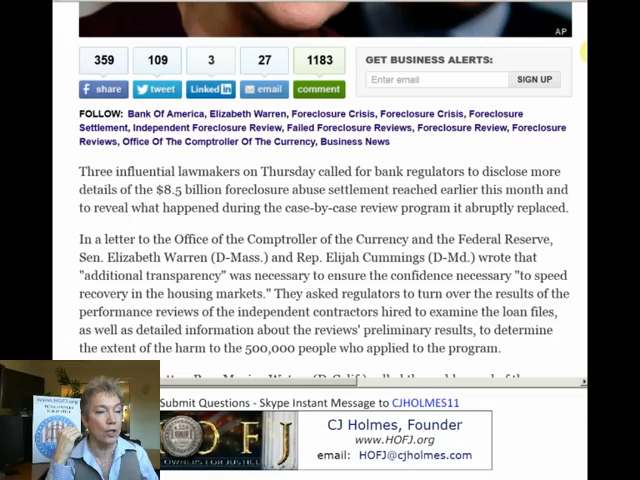 AP
359 109 3 27 1183
share tweet Linked in email comment
GET BUSINESS ALERTS:
Enter email SIGN UP
FOLLOW: Bank Of America, Elizabeth Warren, Foreclosure Crisis, Foreclosure Crisis, Foreclosure
Settlement, Independent Foreclosure Review, Failed Foreclosure Reviews, Foreclosure Review, Foreclosure
Reviews, Office Of The Comptroller Of The Currency, Business News
Three influential lawmakers on Thursday called for bank regulators to disclose more
details of the $8.5 billion foreclosure abuse settlement reached earlier this month and
to reveal what happened during the case-by-case review program it abruptly replaced.
In a letter to the Office of the Comptroller of the Currency and the Federal Reserve,
Sen. Elizabeth Warren (D-Mass.) and Rep. Elijah Cummings (D-Md.) wrote that
"additional transparency" was necessary to ensure the confidence necessary "to speed
recovery in the housing markets." They asked regulators to turn over the results of the
performance reviews of the independent contractors hired to examine the loan files,
as well as detailed information about the reviews' preliminary results, to determine
the extent of the harm to the 500,000 people who applied to the program.
Submit Questions - Skype Instant Message to CJHOLMES11
www.HOFJ.org
HOFJ
OWNERS FOR JUSTICE
CJ Holmes, Founder
www.HOFJ.org
email: HOFJ@cjholmes.com